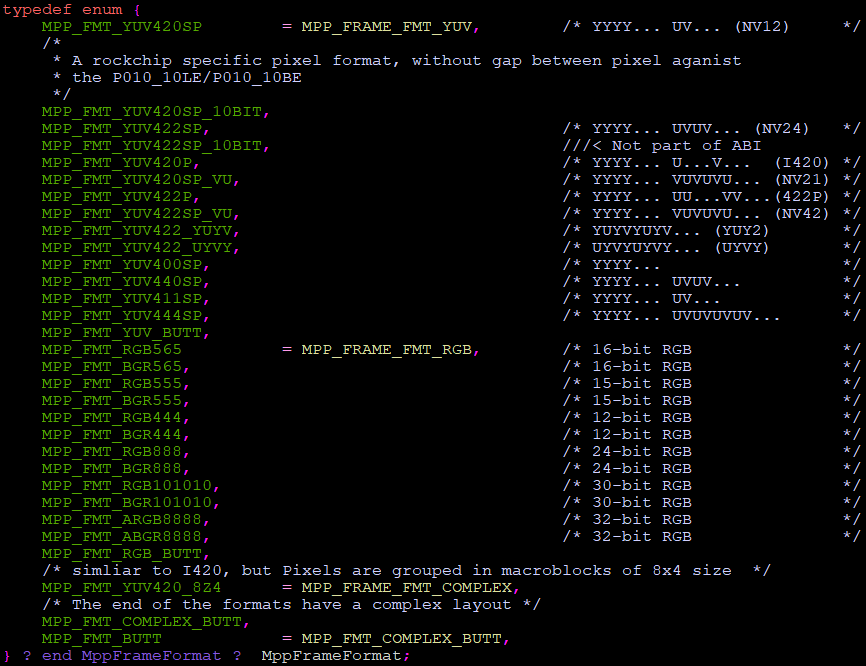 typedef enum {
    MPP_FMT_YUV420SP        = MPP_FRAME_FMT_YUV,        /* YYYY... UV... (NV12)     */
    /*
     * A rockchip specific pixel format, without gap between pixel aganist
     * the P010_10LE/P010_10BE
     */
    MPP_FMT_YUV420SP_10BIT,
    MPP_FMT_YUV422SP,                                   /* YYYY... UVUV... (NV24)   */
    MPP_FMT_YUV422SP_10BIT,                             ///< Not part of ABI
    MPP_FMT_YUV420P,                                    /* YYYY... U...V...  (I420) */
    MPP_FMT_YUV420SP_VU,                                /* YYYY... VUVUVU... (NV21) */
    MPP_FMT_YUV422P,                                    /* YYYY... UU...VV...(422P) */
    MPP_FMT_YUV422SP_VU,                                /* YYYY... VUVUVU... (NV42) */
    MPP_FMT_YUV422_YUYV,                                /* YUYVYUYV... (YUY2)       */
    MPP_FMT_YUV422_UYVY,                                /* UYVYUYVY... (UYVY)       */
    MPP_FMT_YUV400SP,                                   /* YYYY...                  */
    MPP_FMT_YUV440SP,                                   /* YYYY... UVUV...          */
    MPP_FMT_YUV411SP,                                   /* YYYY... UV...            */
    MPP_FMT_YUV444SP,                                   /* YYYY... UVUVUVUV...      */
    MPP_FMT_YUV_BUTT,
    MPP_FMT_RGB565          = MPP_FRAME_FMT_RGB,        /* 16-bit RGB               */
    MPP_FMT_BGR565,                                     /* 16-bit RGB               */
    MPP_FMT_RGB555,                                     /* 15-bit RGB               */
    MPP_FMT_BGR555,                                     /* 15-bit RGB               */
    MPP_FMT_RGB444,                                     /* 12-bit RGB               */
    MPP_FMT_BGR444,                                     /* 12-bit RGB               */
    MPP_FMT_RGB888,                                     /* 24-bit RGB               */
    MPP_FMT_BGR888,                                     /* 24-bit RGB               */
    MPP_FMT_RGB101010,                                  /* 30-bit RGB               */
    MPP_FMT_BGR101010,                                  /* 30-bit RGB               */
    MPP_FMT_ARGB8888,                                   /* 32-bit RGB               */
    MPP_FMT_ABGR8888,                                   /* 32-bit RGB               */
    MPP_FMT_RGB_BUTT,
    /* simliar to I420, but Pixels are grouped in macroblocks of 8x4 size  */
    MPP_FMT_YUV420_8Z4      = MPP_FRAME_FMT_COMPLEX,
    /* The end of the formats have a complex layout */
    MPP_FMT_COMPLEX_BUTT,
    MPP_FMT_BUTT            = MPP_FMT_COMPLEX_BUTT,
} ? end MppFrameFormat ?  MppFrameFormat;